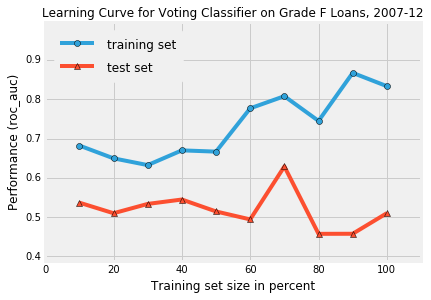 Learning Curve for Voting Classifier on Grade F Loans, 2007-12
training set
test set
Performance (roc_auc)
0.9
0.8
0.7
0.6
0.5
0.4
0 20 40 60 80 100
Training set size in percent